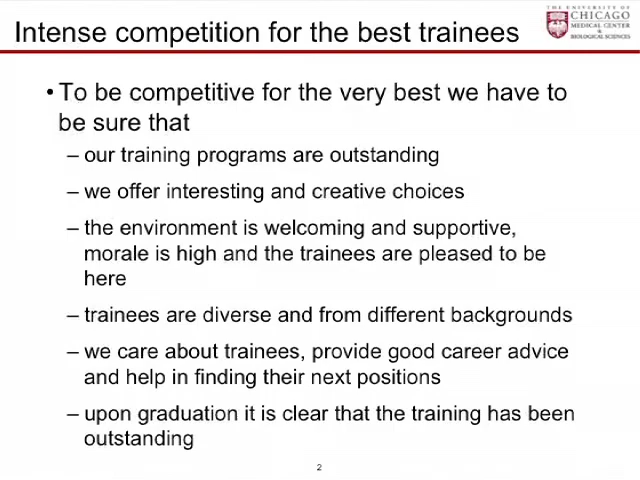 Intense competition for the best trainees
THE UNIVERSITY OF
CHICAGO
MEDICAL CENTER
&
BIOLOGICAL SCIENCES
• To be competitive for the very best we have to
be sure that
– our training programs are outstanding
– we offer interesting and creative choices
– the environment is welcoming and supportive,
morale is high and the trainees are pleased to be
here
– trainees are diverse and from different backgrounds
– we care about trainees, provide good career advice
and help in finding their next positions
– upon graduation it is clear that the training has been
outstanding
2